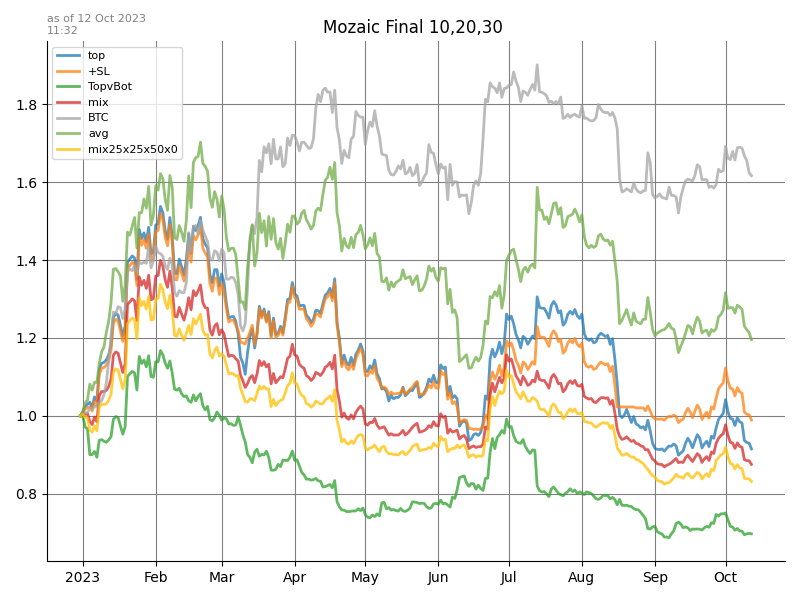 as of 12 Oct 2023
11:32
Mozaic Final 10,20,30
top
+SL
TopvBot
mix
BTC
avg
mix25x25x50x0
1.8
1.6
1.4
1.2
1.0
0.8
2023 Feb Mar Apr May Jun Jul Aug Sep Oct